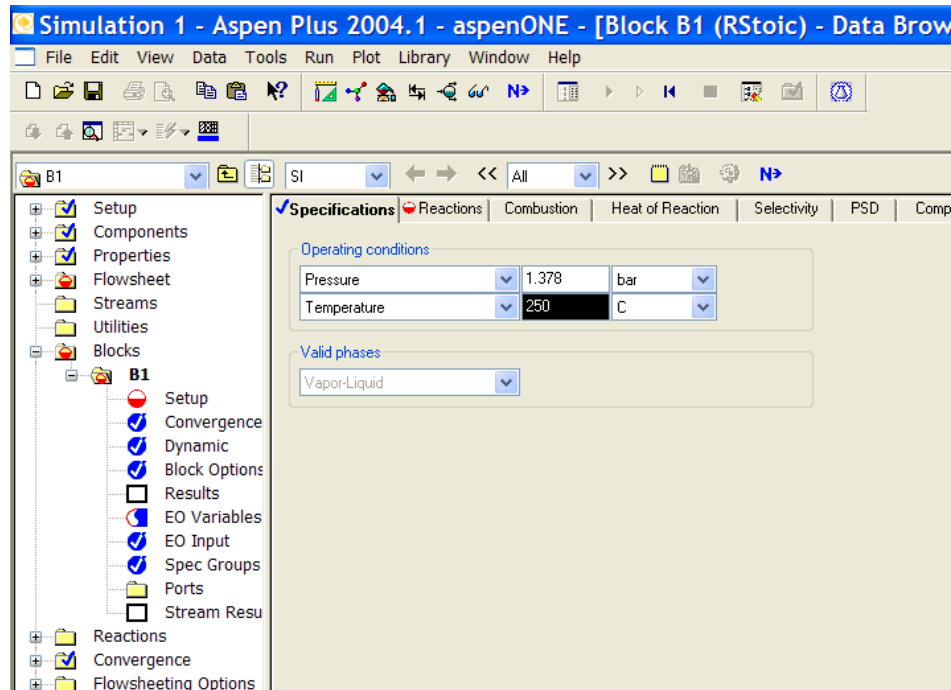 Simulation 1 - Aspen Plus 2004.1 - aspenONE - [Block B1 (RStoic) - Data Brow
File Edit View Data Tools Run Plot Library Window Help
N
B1 SI << All >> N
Setup
Components
Properties
Flowsheet
Streams
Utilities
Blocks
B1
Setup
Convergence
Dynamic
Block Options
Results
EO Variables
EO Input
Spec Groups
Ports
Stream Resu
Reactions
Convergence
Flowsheeting Options
Specifications Reactions Combustion Heat of Reaction Selectivity PSD Comp
Operating conditions
Pressure 1.378 bar
Temperature 250 C
Valid phases
Vapor-Liquid